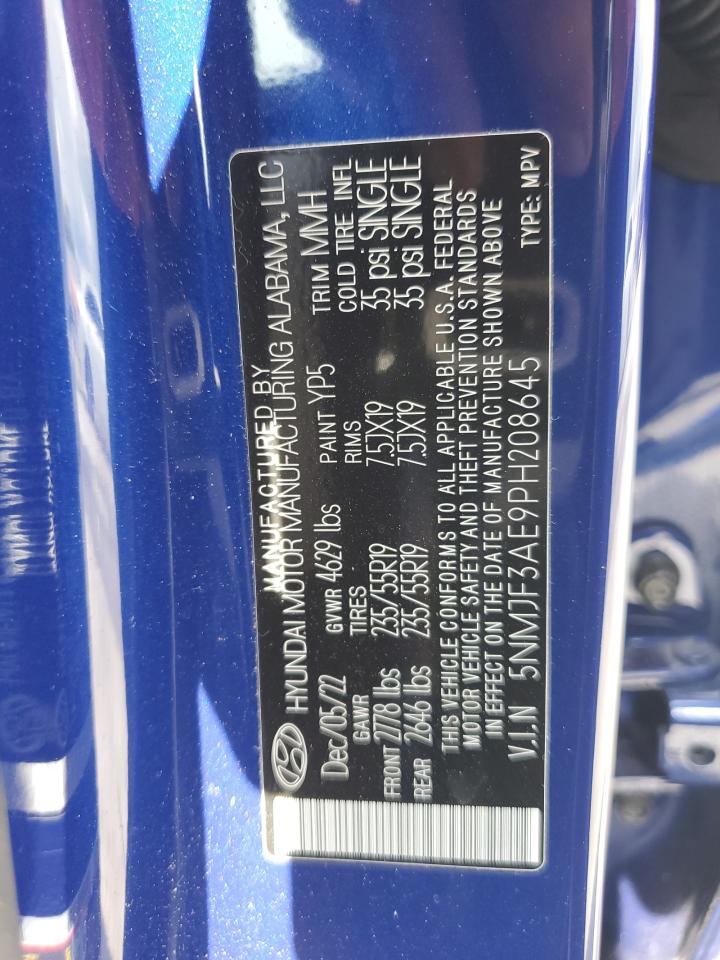 MANUFACTURED BY
HYUNDAI MOTOR MANUFACTURING ALABAMA, LLC
Dec/05/22 GVWR 4629 lbs PAINT YP5 TRIM MMH
GAWR TIRES RIMS COLD TIRE INFL
FRONT 2778 lbs 235/55R19 7.5JX19 35 psi SINGLE
REAR 2646 lbs 235/55R19 7.5JX19 35 psi SINGLE
THIS VEHICLE CONFORMS TO ALL APPLICABLE U.S.A. FEDERAL
MOTOR VEHICLE SAFETY AND THEFT PREVENTION STANDARDS
IN EFFECT ON THE DATE OF MANUFACTURE SHOWN ABOVE
V.I.N 5NMJF3AE9PH208645 TYPE: MPV